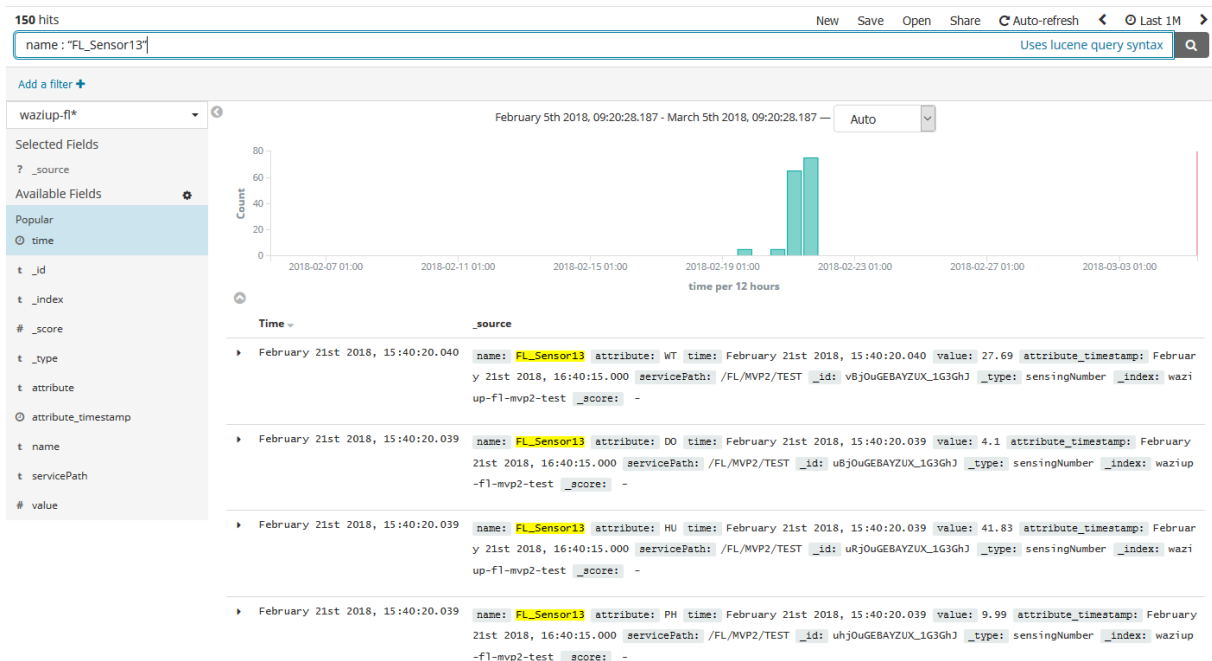 150 hits
New Save Open Share Auto-refresh Last 1M
name : "FL_Sensor13"
Uses lucene query syntax
Add a filter
waziup-fl*
February 5th 2018, 09:20:28.187 - March 5th 2018, 09:20:28.187 — Auto
Selected Fields
? _source
Available Fields
Popular
time
t _id
t _index
# _score
t _type
t attribute
attribute_timestamp
t name
t servicePath
# value
80
60
40
20
0
Count
2018-02-07 01:00 2018-02-11 01:00 2018-02-15 01:00 2018-02-19 01:00 2018-02-23 01:00 2018-02-27 01:00 2018-03-03 01:00
time per 12 hours
Time _source
February 21st 2018, 15:40:20.040 name: FL_Sensor13 attribute: WT time: February 21st 2018, 15:40:20.040 value: 27.69 attribute_timestamp: Februar
y 21st 2018, 16:40:15.000 servicePath: /FL/MVP2/TEST _id: vBjOuGEBAYZUX_1G3GhJ _type: sensingNumber _index: wazi
up-fl-mvp2-test _score: -
February 21st 2018, 15:40:20.039 name: FL_Sensor13 attribute: DO time: February 21st 2018, 15:40:20.039 value: 4.1 attribute_timestamp: February
21st 2018, 16:40:15.000 servicePath: /FL/MVP2/TEST _id: uBjOuGEBAYZUX_1G3GhJ _type: sensingNumber _index: waziup
-fl-mvp2-test _score: -
February 21st 2018, 15:40:20.039 name: FL_Sensor13 attribute: HU time: February 21st 2018, 15:40:20.039 value: 41.83 attribute_timestamp: Februar
y 21st 2018, 16:40:15.000 servicePath: /FL/MVP2/TEST _id: uRjOuGEBAYZUX_1G3GhJ _type: sensingNumber _index: wazi
up-fl-mvp2-test _score: -
February 21st 2018, 15:40:20.039 name: FL_Sensor13 attribute: PH time: February 21st 2018, 15:40:20.039 value: 9.99 attribute_timestamp: February
21st 2018, 16:40:15.000 servicePath: /FL/MVP2/TEST _id: uhjOuGEBAYZUX_1G3GhJ _type: sensingNumber _index: waziup
-fl-mvp2-test _score: -